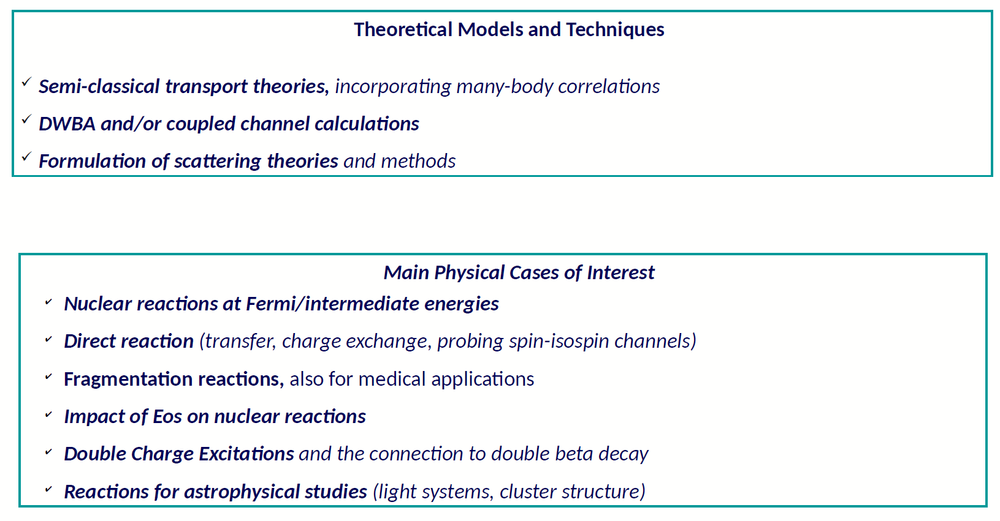 Theoretical Models and Techniques
✓ Semi-classical transport theories, incorporating many-body correlations
✓ DWBA and/or coupled channel calculations
✓ Formulation of scattering theories and methods
Main Physical Cases of Interest
✓ Nuclear reactions at Fermi/intermediate energies
✓ Direct reaction (transfer, charge exchange, probing spin-isospin channels)
✓ Fragmentation reactions, also for medical applications
✓ Impact of Eos on nuclear reactions
✓ Double Charge Excitations and the connection to double beta decay
✓ Reactions for astrophysical studies (light systems, cluster structure)